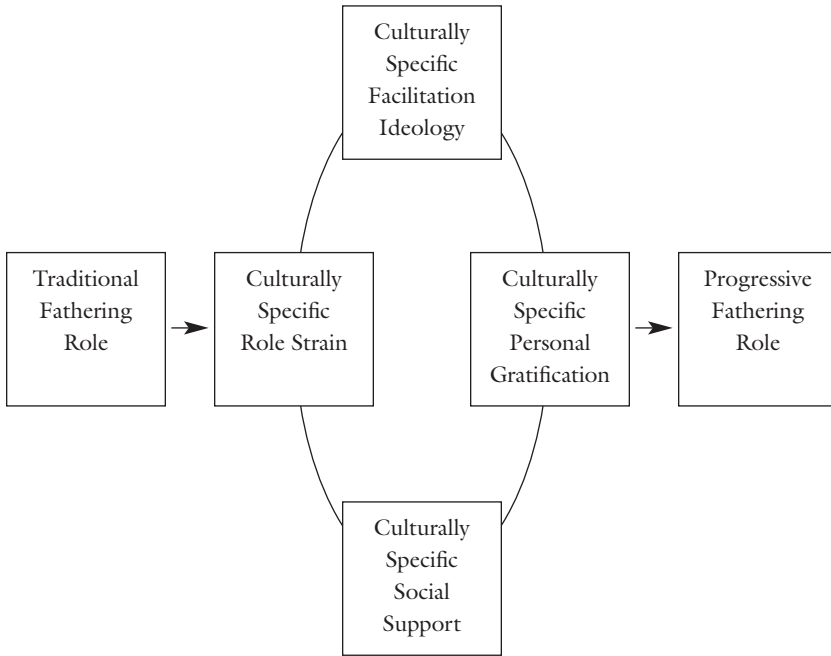 Culturally
Specific
Facilitation
Ideology
Traditional
Fathering
Role
Culturally
Specific
Role Strain
Culturally
Specific
Personal
Gratification
Progressive
Fathering
Role
Culturally
Specific
Social
Support